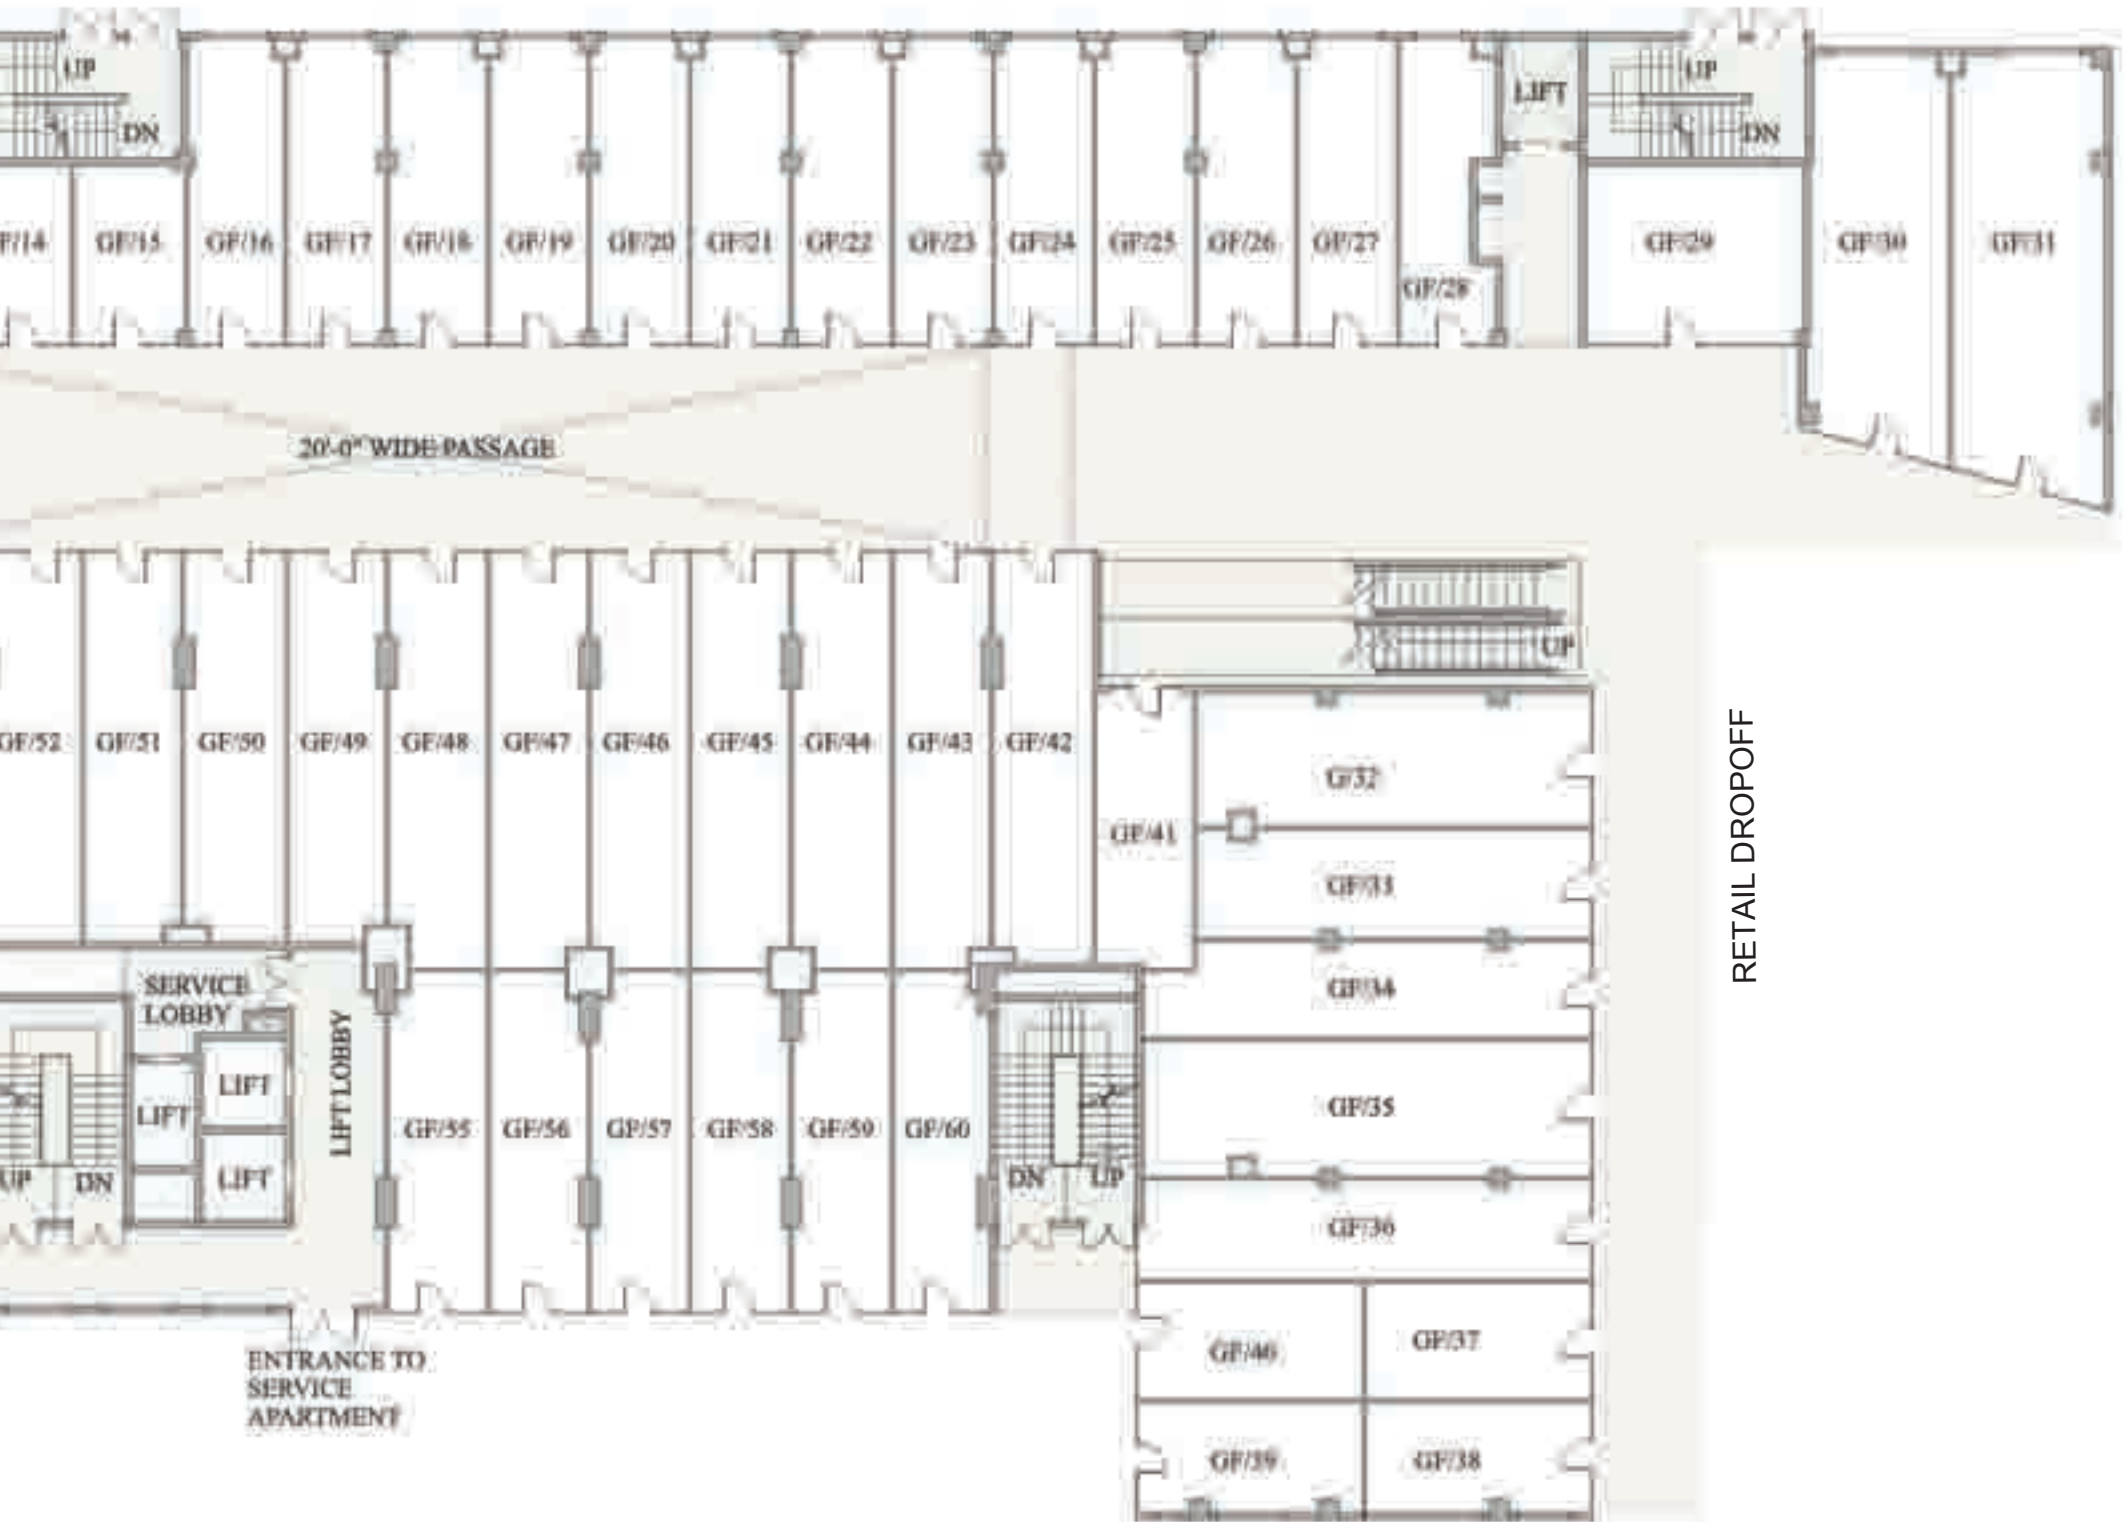 UP
DN
LIFT
UP
DN
F/14
GF/15
GF/16
GF/17
GF/18
GF/19
GF/20
GF/21
GF/22
GF/23
GF/24
GF/25
GF/26
GF/27
GF/28
GF/29
GF/30
GF/31
20'-0" WIDE PASSAGE
UP
GF/52
GF/51
GF/50
GF/49
GF/48
GF/47
GF/46
GF/45
GF/44
GF/43
GF/42
GF/41
G/32
GF/33
GF/34
GF/35
GF/36
GF/37
GF/40
GF/39
GF/38
RETAIL DROPOFF
SERVICE
LOBBY
LIFT LOBBY
LIFT
LIFT
LIFT
UP
DN
GF/55
GF/56
GF/57
GF/58
GF/59
GF/60
DN
UP
ENTRANCE TO
SERVICE
APARTMENT